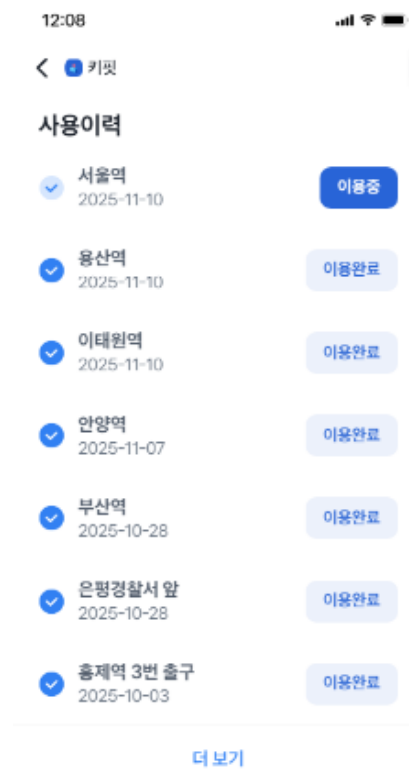 12:08
키핏
사용이력
서울역
2025-11-10
이용중
용산역
2025-11-10
이용완료
이태원역
2025-11-10
이용완료
안양역
2025-11-07
이용완료
부산역
2025-10-28
이용완료
은평경찰서 앞
2025-10-28
이용완료
홍제역 3번 출구
2025-10-03
이용완료
더 보기